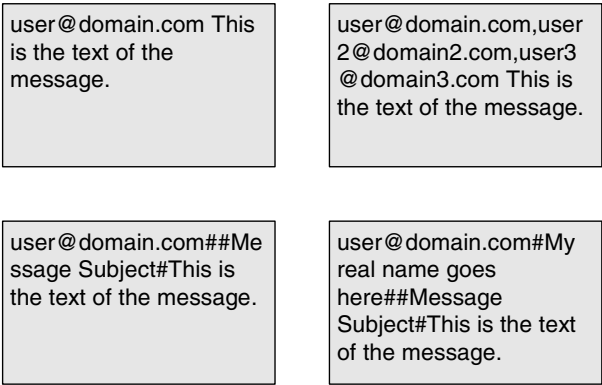 user@domain.com This
is the text of the
message.
user@domain.com,user
2@domain2.com,user3
@domain3.com This is
the text of the message.
user@domain.com##Me
ssage Subject#This is
the text of the message.
user@domain.com#My
real name goes
here##Message
Subject#This is the text
of the message.